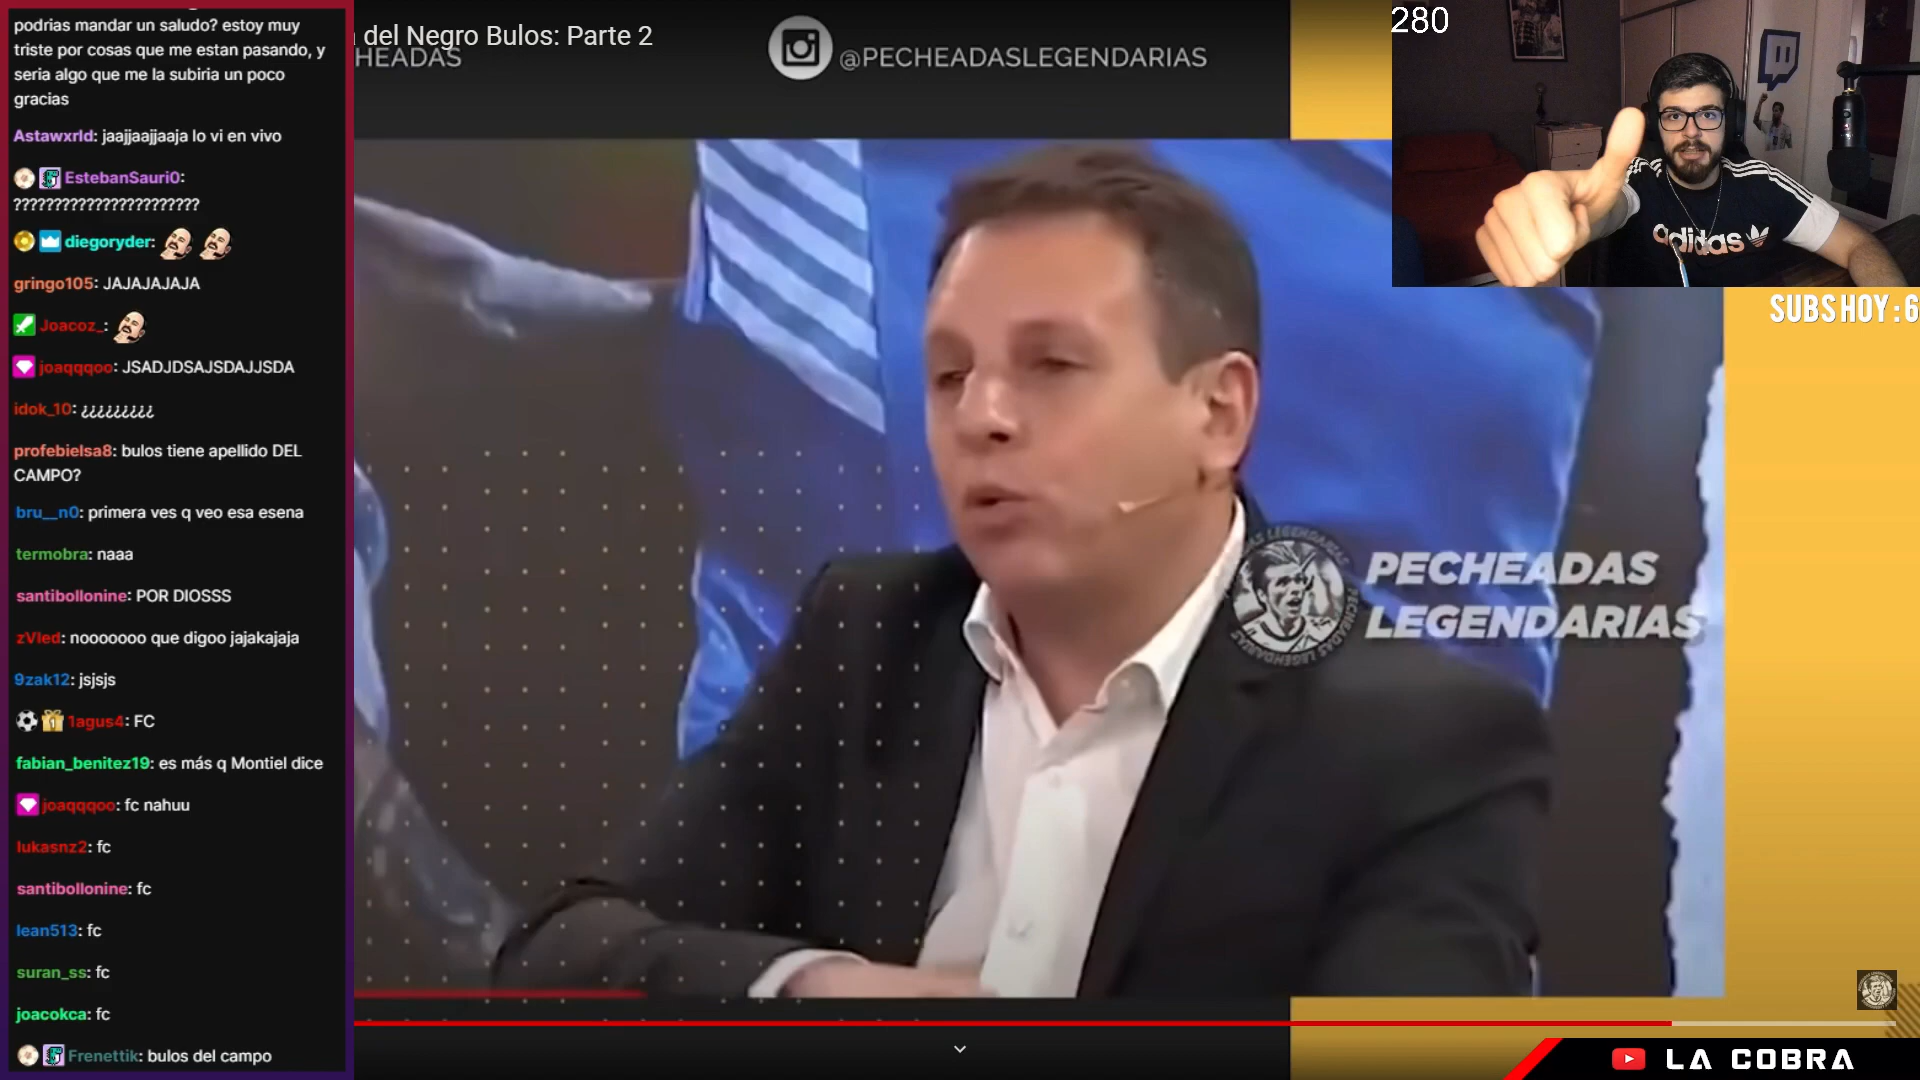 podrias mandar un saludo? estoy muy
triste por cosas que me estan pasando, y
seria algo que me la subiria un poco
gracias
Astawxrld: jaajjaajjaaja lo vi en vivo
EstebanSauri0:
???????????????????????
diegoryder:
gringo105: JAJAJAJAJA
Joacoz_:
joaqqqoo: JSADJDSAJSDAJJSDA
idok_10: ¿¿¿¿¿¿¿¿¿
profebielsa8: bulos tiene apellido DEL
CAMPO?
bru__n0: primera ves q veo esa esena
termobra: naaa
santibollonine: POR DIOSSS
zVled: nooooooo que digoo jajakajaja
9zak12: jsjsjs
1agus4: FC
fabian_benitez19: es más q Montiel dice
joaqqqoo: fc nahuu
lukasnz2: fc
santibollonine: fc
lean513: fc
suran_ss: fc
joacokca: fc
Frenettik: bulos del campo
del Negro Bulos: Parte 2
HEADAS
@PECHEADASLEGENDARIAS
PECHEADAS
LEGENDARIAS
280
adidas
SUBS HOY: 6
LA COBRA